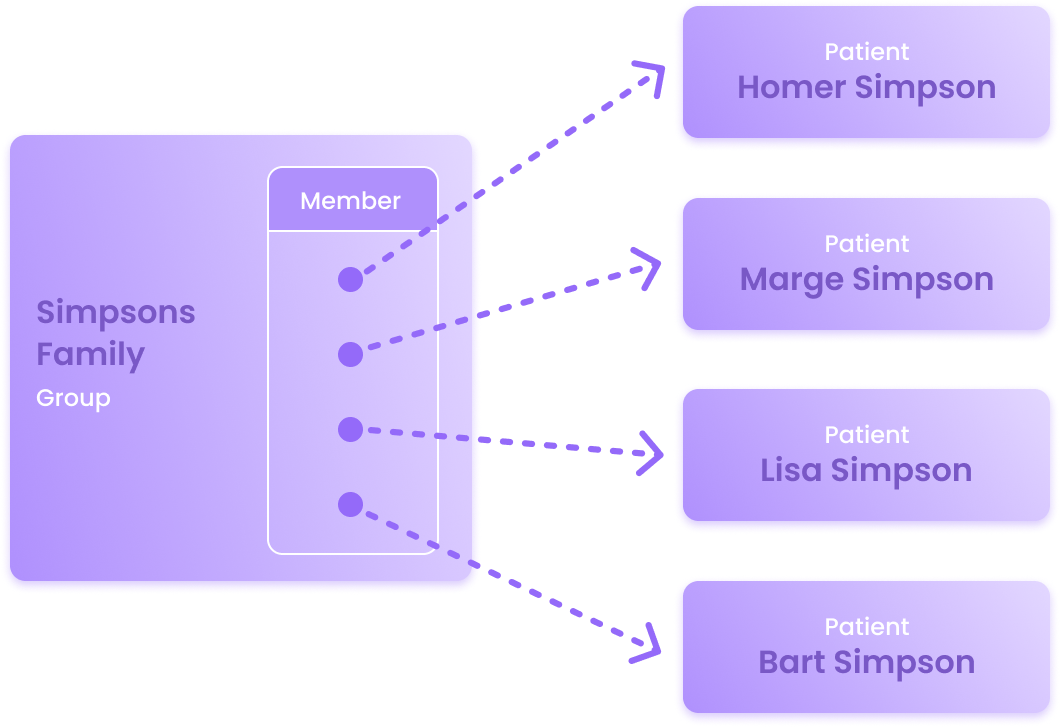 Simpsons
Family
Group
Member
Patient
Homer Simpson
Patient
Marge Simpson
Patient
Lisa Simpson
Patient
Bart Simpson